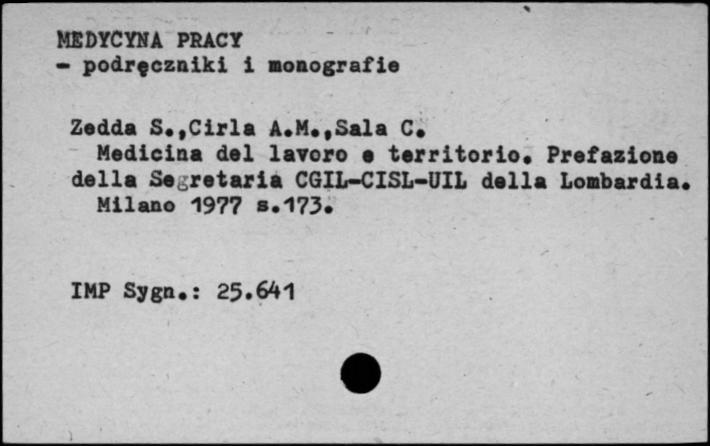 MEDYCYNA PRACY
- podręczniki i monografie
Zedda S.,Cirla A.M.,Sala C.
Medicina del lavoro e territorio. Prefazione
della Segretaria CGIL-CISL-UIL della Lombardia.
Milano 1977 s.173.
IMP Sygn.: 25.641